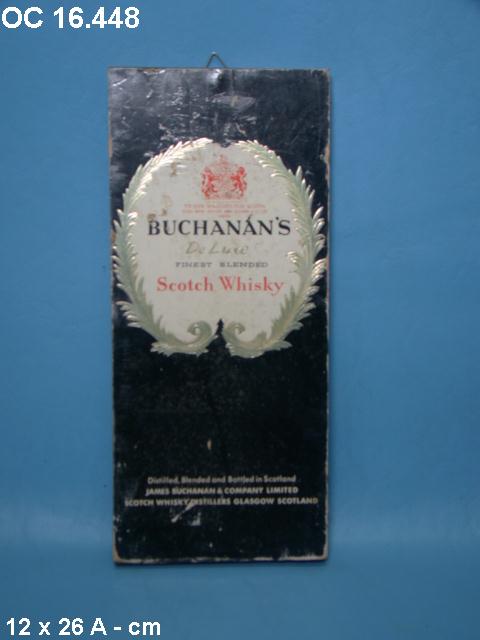 OC 16.448
BUCHANAN'S
De Luxe
FINEST BLENDED
Scotch Whisky
Distilled, Blended and Bottled in Scotland
JAMES BUCHANAN & COMPANY LIMITED
SCOTCH WHISKY DISTILLERS GLASGOW SCOTLAND
12 x 26 A - cm